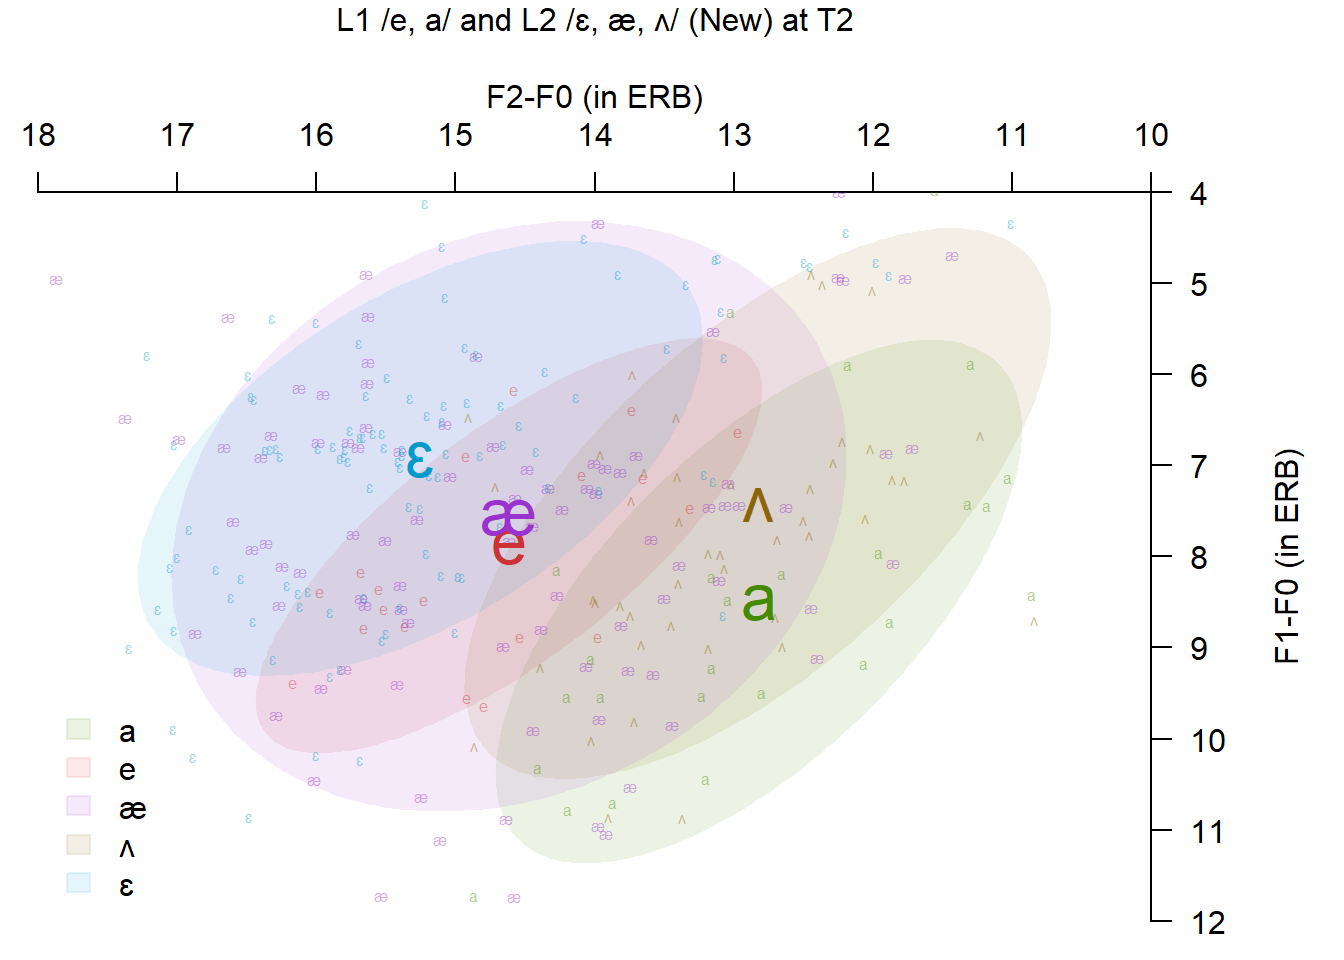 L1 /e, a/ and L2 /ɛ, æ, ʌ/ (New) at T2
F2-F0 (in ERB)
18 17 16 15 14 13 12 11 10
4
5
6
7
8
9
10
11
12
F1-F0 (in ERB)
ɛ
æ
e
ʌ
a
a
e
æ
ʌ
ɛ